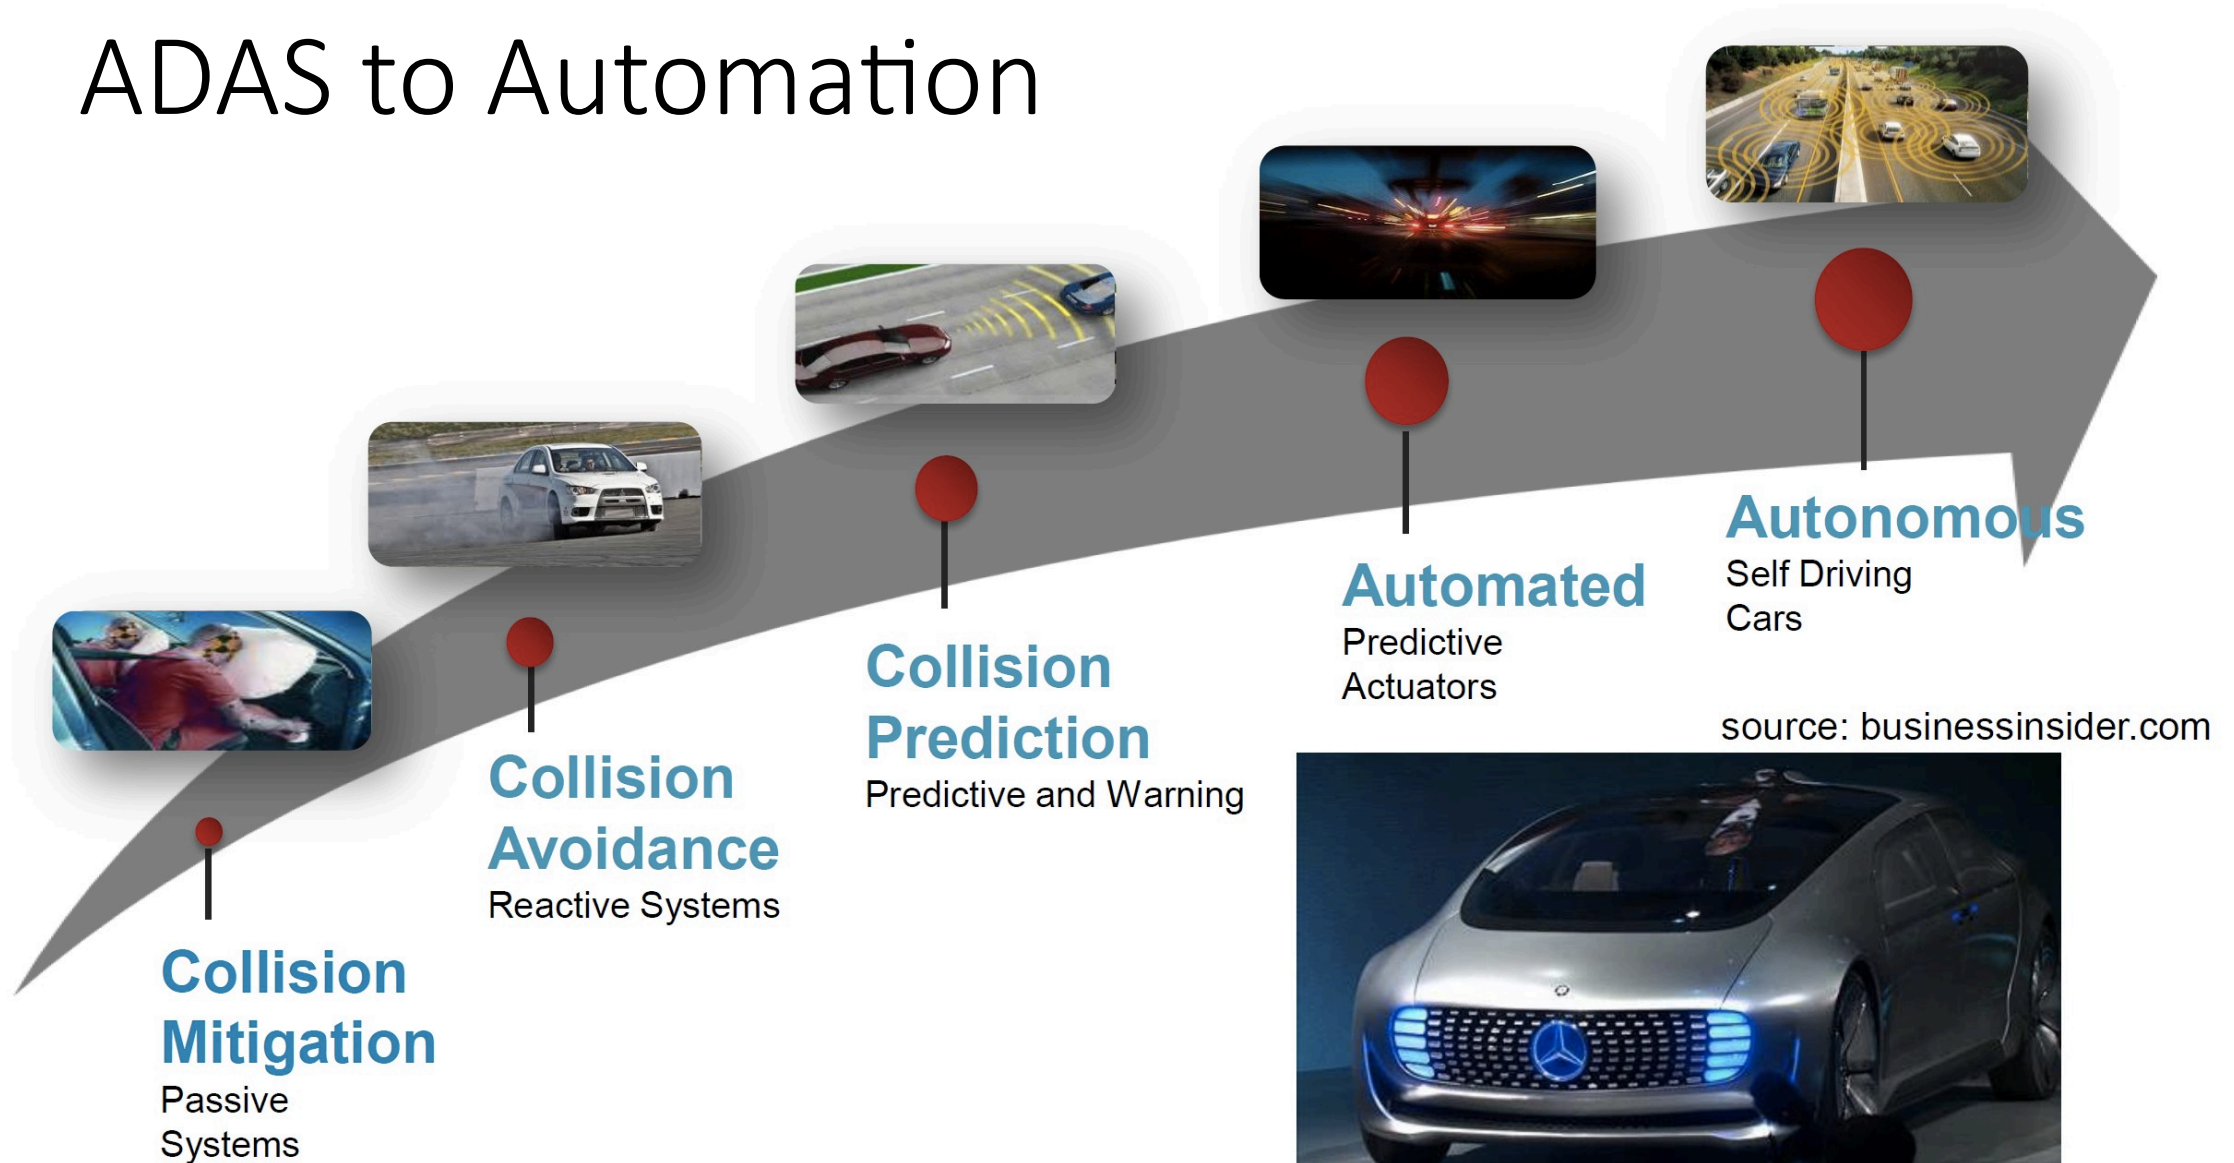 ADAS to Automation
Collision
Mitigation
Passive
Systems
Collision
Avoidance
Reactive Systems
Collision
Prediction
Predictive and Warning
Automated
Predictive
Actuators
Autonomous
Self Driving
Cars
source: businessinsider.com